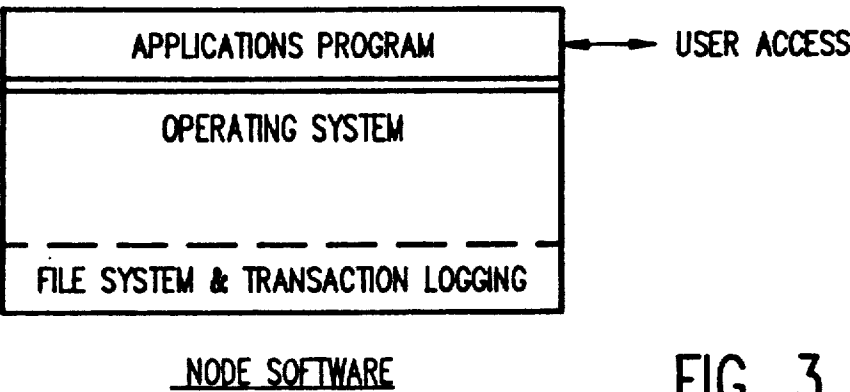 APPLICATIONS PROGRAM
USER ACCESS
OPERATING SYSTEM
FILE SYSTEM & TRANSACTION LOGGING
NODE SOFTWARE
FIG. 3